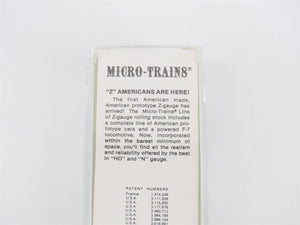 MICRO-TRAINS®
"Z" AMERICANS ARE HERE!
The first American made,
American prototype Z-gauge has
arrived! The Micro-Trains® Line
of Z-gauge rolling stock includes
a complete line of American pro-
totype cars and a powered F-7
locomotive. Now, incorporated
within the barest minimum of
space, you'll find all the realism
and reliability offered by the best
in "HO" and "N" gauge.
PATENT NUMBERS
France
U.S.A.
U.S.A.
U.S.A.
U.S.A.
U.S.A.
U.S.A.
U.S.A.